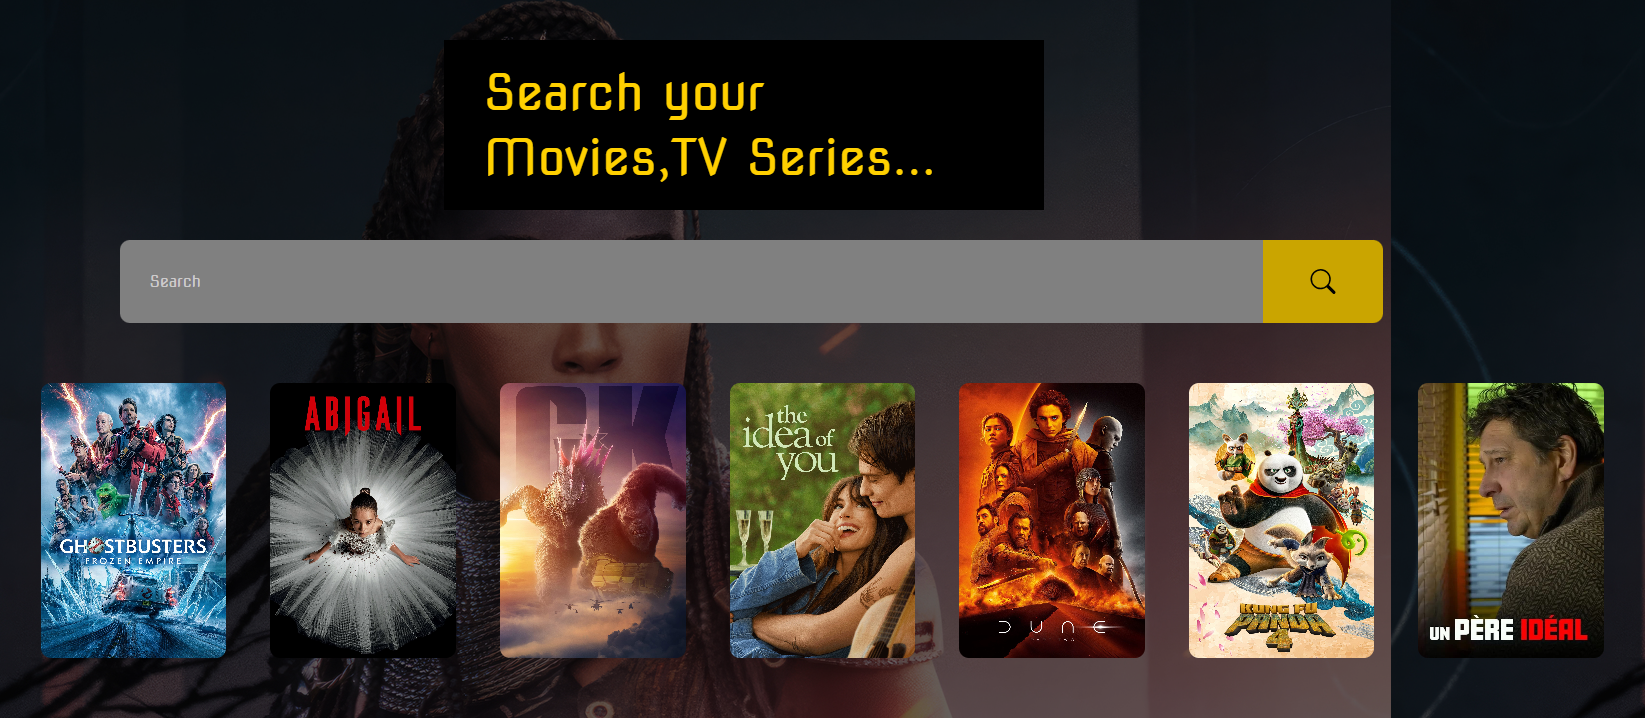 Search your
Movies,TV Series...
Search
GHOSTBUSTERS
FROZEN EMPIRE
ABIGAIL
GK
the
idea of
you
DUNE
KUNG FU
PANDA
4
UN PÈRE IDÉAL